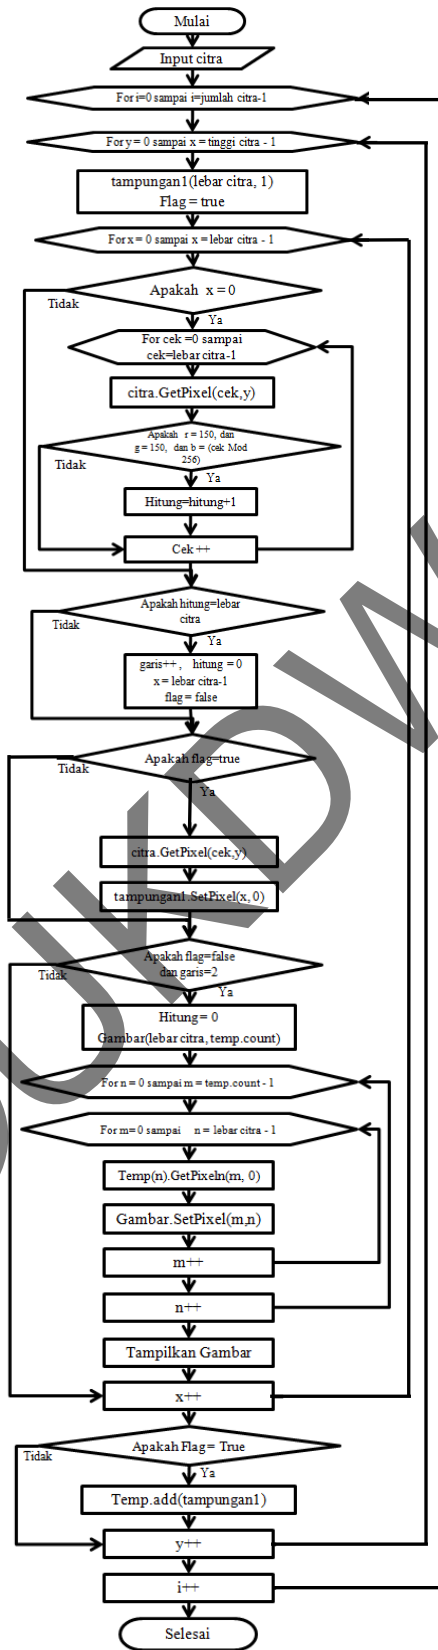 Mulai
Input citra
For i=0 sampai i=jumlah citra-1
For y = 0 sampai x = tinggi citra - 1
tampungan1(lebar citra, 1)
Flag = true
For x = 0 sampai x = lebar citra - 1
Apakah x = 0
Tidak
Ya
For cek =0 sampai
cek=lebar citra-1
citra.GetPixel(cek,y)
Apakah r = 150, dan
g = 150, dan b = (cek Mod
256)
Tidak
Ya
Hitung=hitung+1
Cek ++
Apakah hitung=lebar
citra
Tidak
Ya
garis++, hitung = 0
x = lebar citra-1
flag = false
Apakah flag=true
Tidak
Ya
citra.GetPixel(cek,y)
tampungan1.SetPixel(x, 0)
Apakah flag=false
dan garis=2
Tidak
Ya
Hitung = 0
Gambar(lebar citra, temp.count)
For n = 0 sampai m = temp.count - 1
For m= 0 sampai n = lebar citra - 1
Temp(n).GetPixeln(m, 0)
Gambar.SetPixel(m,n)
m++
n++
Tampilkan Gambar
x++
Apakah Flag = True
Tidak
Ya
Temp.add(tampungan1)
y++
i++
Selesai
UKDW